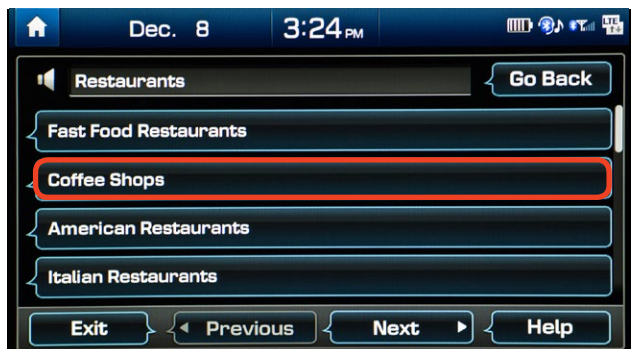 Dec. 8 3:24 PM LTE
Restaurants Go Back
Fast Food Restaurants
Coffee Shops
American Restaurants
Italian Restaurants
Exit Previous Next Help